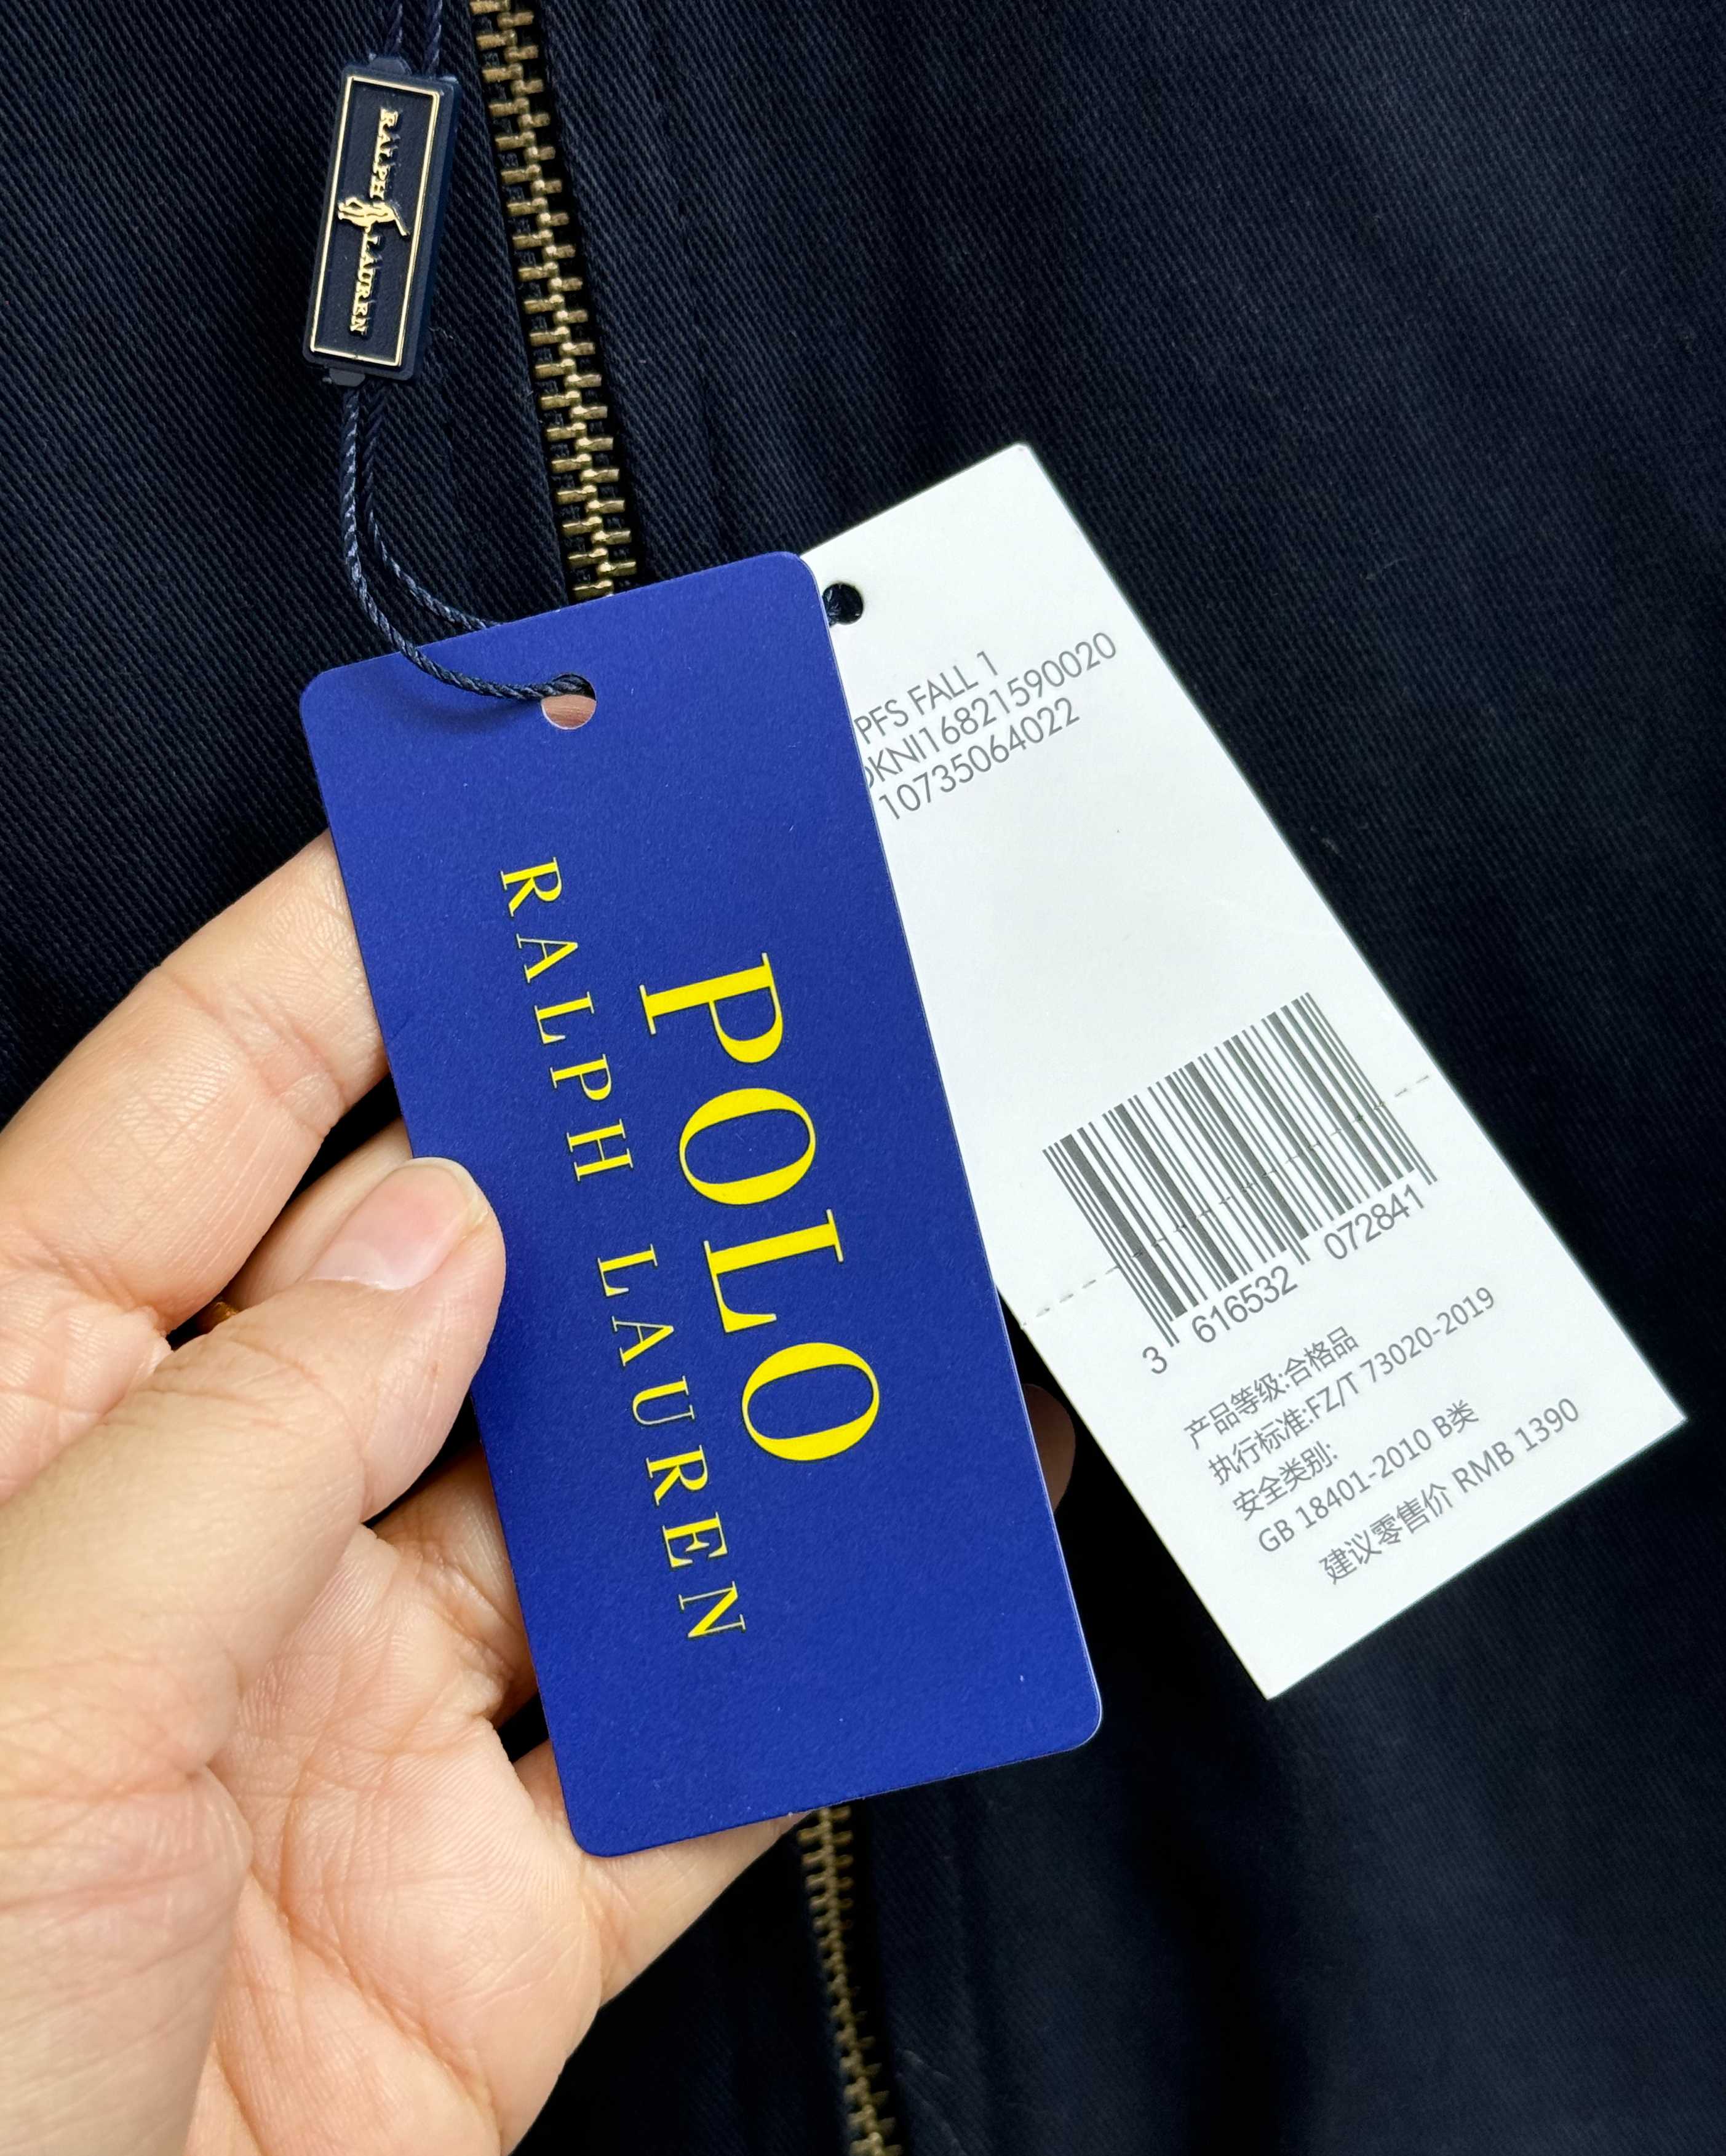 RALPH LAUREN
POLO
RALPH LAUREN
PFS FALL 1
KNI16821590020
10735064022
3 616532 072841
产品等级:合格品
执行标准:FZ/T 73020-2019
安全类别:
GB 18401-2010 B类
建议零售价 RMB 1390